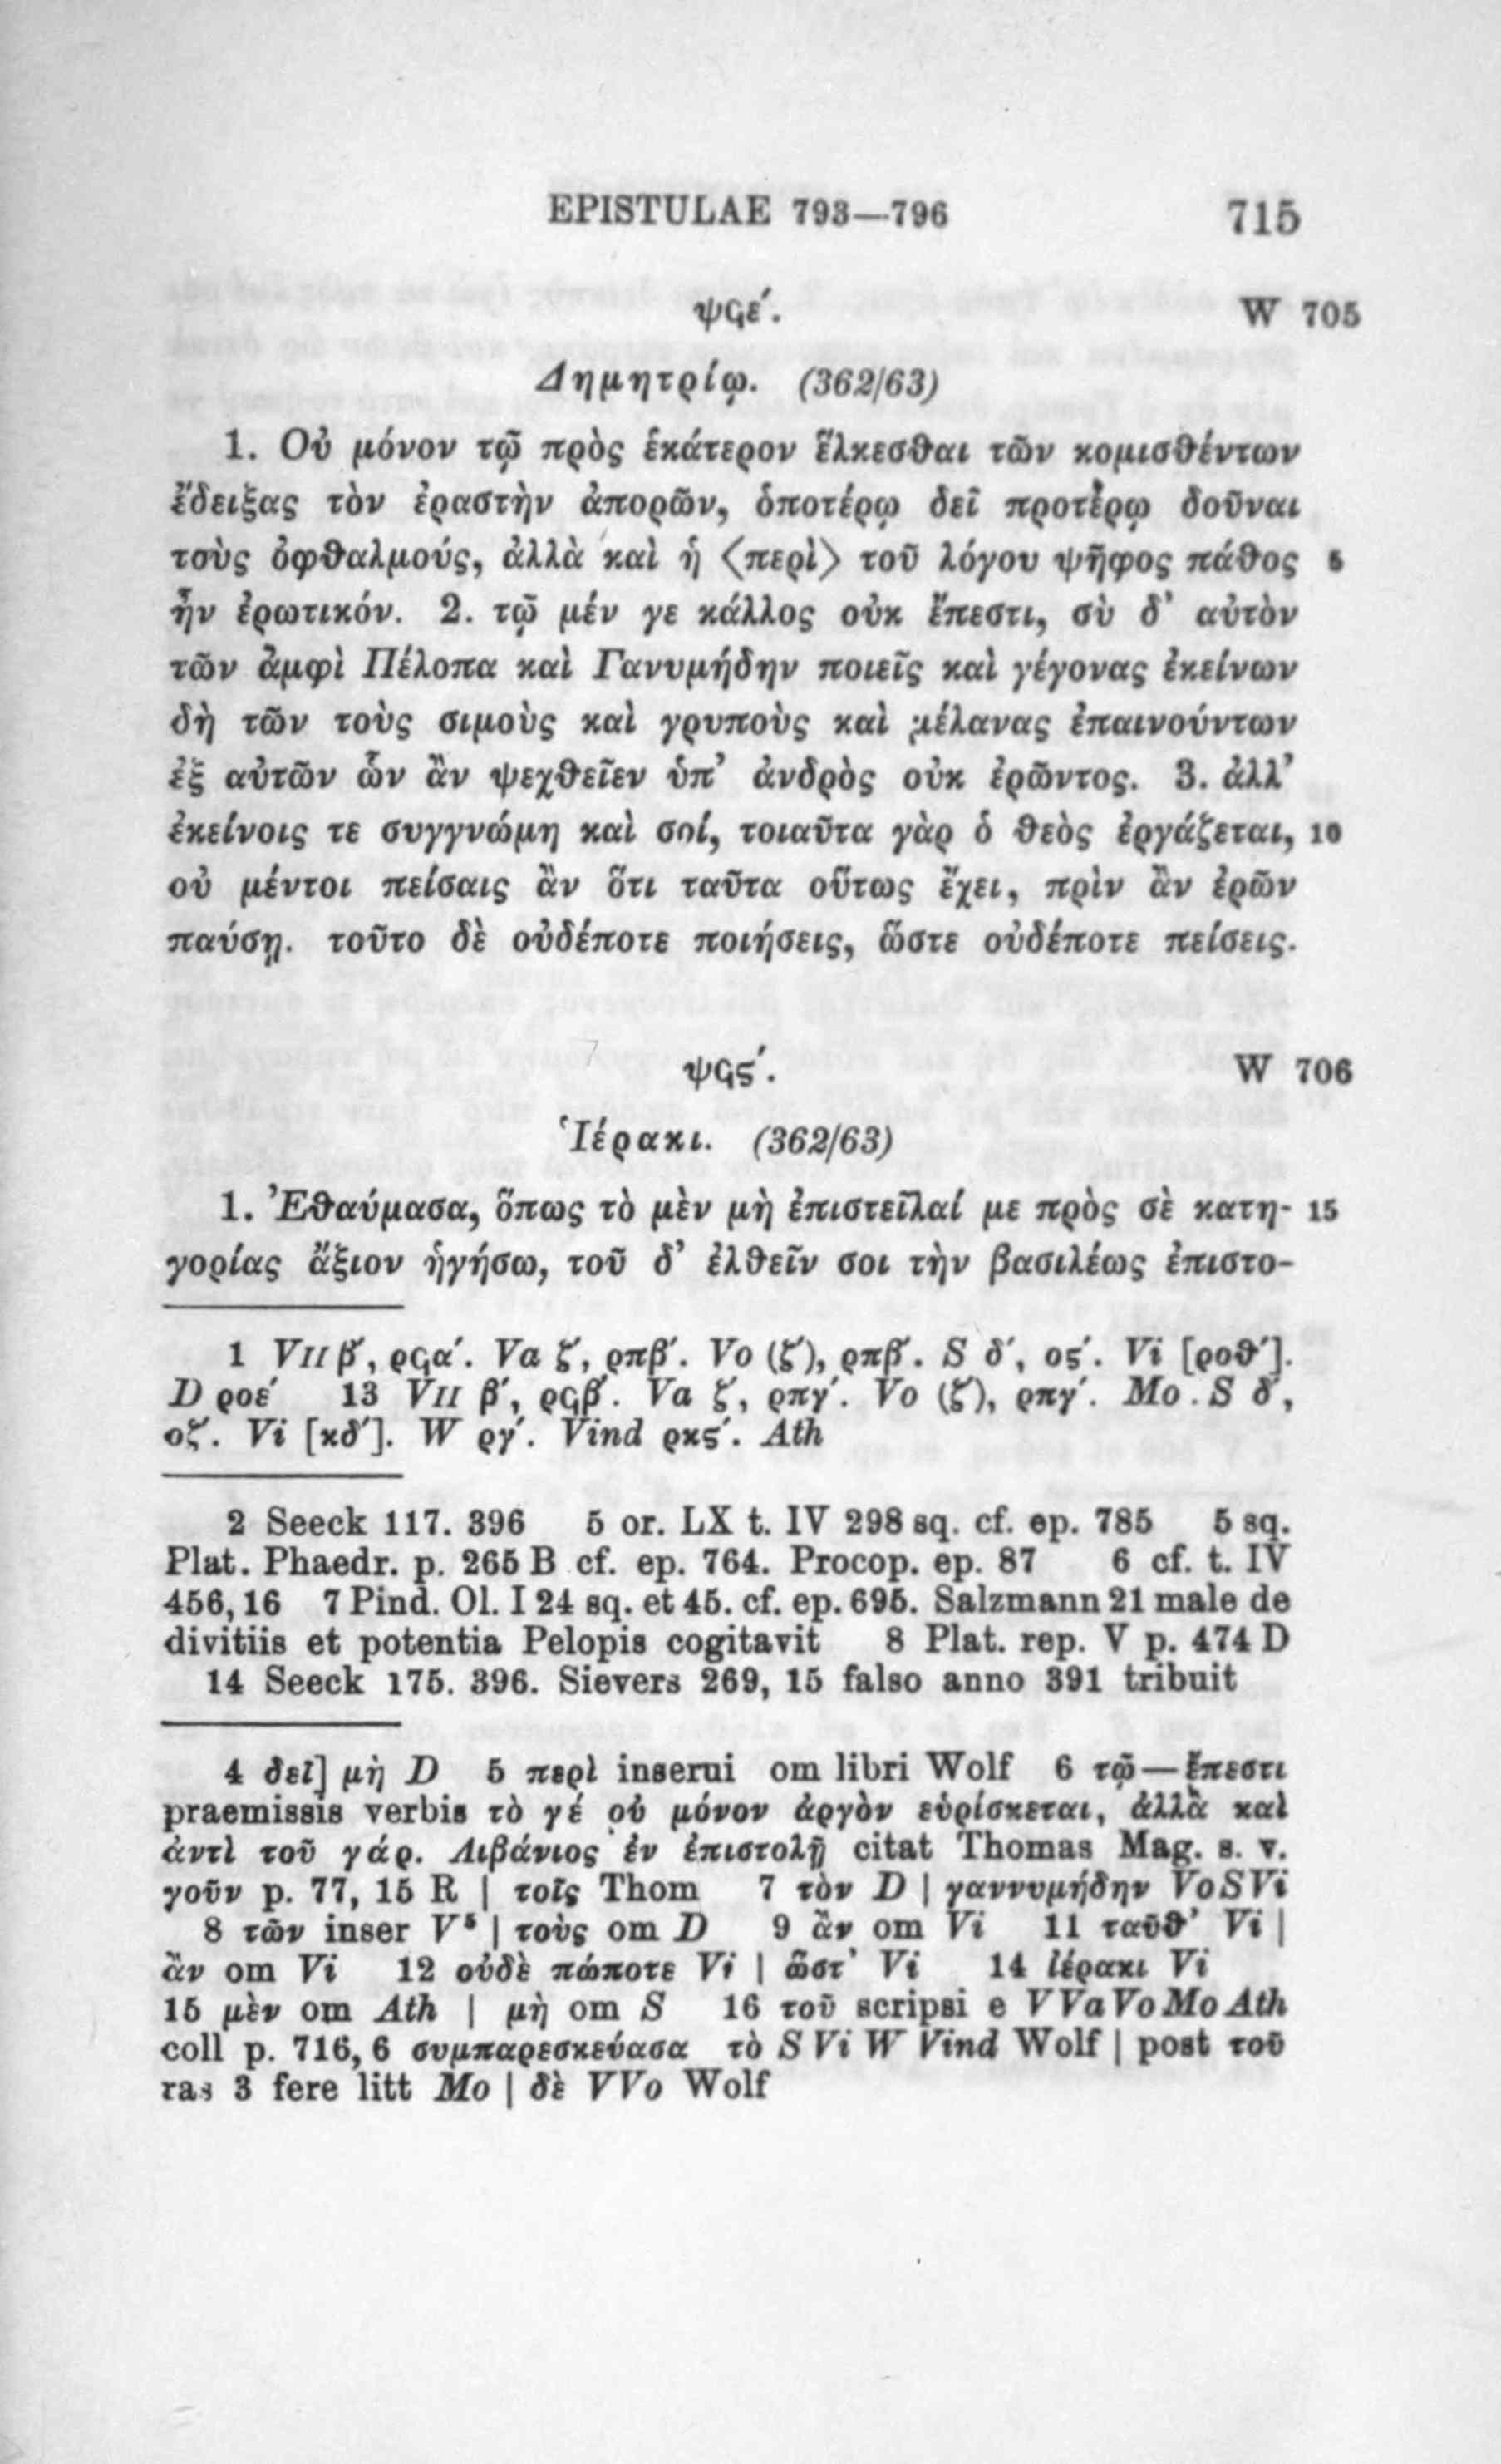 EPISTULAE 793—796 715
ψϟε´. W 705
Δημητρίῳ. (362/63)
1. Οὐ μόνον τῷ πρὸς ἑκάτερον ἕλκεσθαι τῶν κομισθέντων
ἔδειξας τὸν ἐραστὴν ἀπορῶν, ὁποτέρῳ δεῖ προτέρῳ δοῦναι
τοὺς ὀφθαλμούς, ἀλλὰ καὶ ἡ ⟨περὶ⟩ τοῦ λόγου ψῆφος πάθος 5
ἦν ἐρωτικόν. 2. τῷ μέν γε κάλλος οὐκ ἔπεστι, σὺ δ’ αὐτὸν
τῶν ἀμφὶ Πέλοπα καὶ Γανυμήδην ποιεῖς καὶ γέγονας ἐκείνων
δὴ τῶν τοὺς σιμοὺς καὶ γρυποὺς καὶ μέλανας ἐπαινούντων
ἐξ αὐτῶν ὧν ἂν ψεχθεῖεν ὑπ’ ἀνδρὸς οὐκ ἐρῶντος. 3. ἀλλ’
ἐκείνοις τε συγγνώμη καὶ σοί, τοιαῦτα γὰρ ὁ θεὸς ἐργάζεται, 10
οὐ μέντοι πείσαις ἂν ὅτι ταῦτα οὕτως ἔχει, πρὶν ἂν ἐρῶν
παύσῃ. τοῦτο δὲ οὐδέποτε ποιήσεις, ὥστε οὐδέποτε πείσεις.
ψϟϛ´. W 706
Ἱέρακι. (362/63)
1. Ἐθαύμασα, ὅπως τὸ μὲν μὴ ἐπιστεῖλαί με πρὸς σὲ κατη- 15
γορίας ἄξιον ἡγήσω, τοῦ δ’ ἐλθεῖν σοι τὴν βασιλέως ἐπιστο-
1 VII β´, ρϟα´. Va ζ´, ρπβ´. Vo (ζ´), ρπβ´. S δ´, οϛ´. Vi [ροθ´].
D ροέ 13 VII β´, ρϟβ´. Va ζ´, ρπγ´. Vo (ζ´), ρπγ´. Mo. S δ´,
οζ´. Vi [κδ´]. W ργ´. Vind ρκϛ´. Ath
2 Seeck 117. 396 5 or. LX t. IV 298 sq. cf. ep. 785 5 sq.
Plat. Phaedr. p. 265 B cf. ep. 764. Procop. ep. 87 6 cf. t. IV
456,16 7 Pind. Ol. I 24 sq. et 45. cf. ep. 695. Salzmann 21 male de
divitiis et potentia Pelopis cogitavit 8 Plat. rep. V p. 474 D
14 Seeck 175. 396. Sievers 269, 15 falso anno 391 tribuit
4 δεῖ] μὴ D 5 περὶ inserui om libri Wolf 6 τῷ—ἔπεστι
praemissis verbis τὸ γέ οὐ μόνον ἀργὸν εὑρίσκεται, ἀλλὰ καὶ
ἀντὶ τοῦ γάρ. Λιβάνιος ἐν ἐπιστολῇ citat Thomas Mag. s. v.
γοῦν p. 77, 15 R | τοῖς Thom 7 τὸν D | γαννυμήδην VoSVi
8 τῶν inser V⁵ | τοὺς om D 9 ἂν om Vi 11 ταῦθ’ Vi |
ἂν om Vi 12 οὐδὲ πώποτε Vi | ὥστ’ Vi 14 ἱέρακι Vi
15 μὲν om Ath | μὴ om S 16 τοῦ scripsi e VVaVoMoAth
coll p. 716, 6 συμπαρεσκεύασα τὸ S Vi W Vind Wolf | post τοῦ
ras 3 fere litt Mo | δὲ VVo Wolf